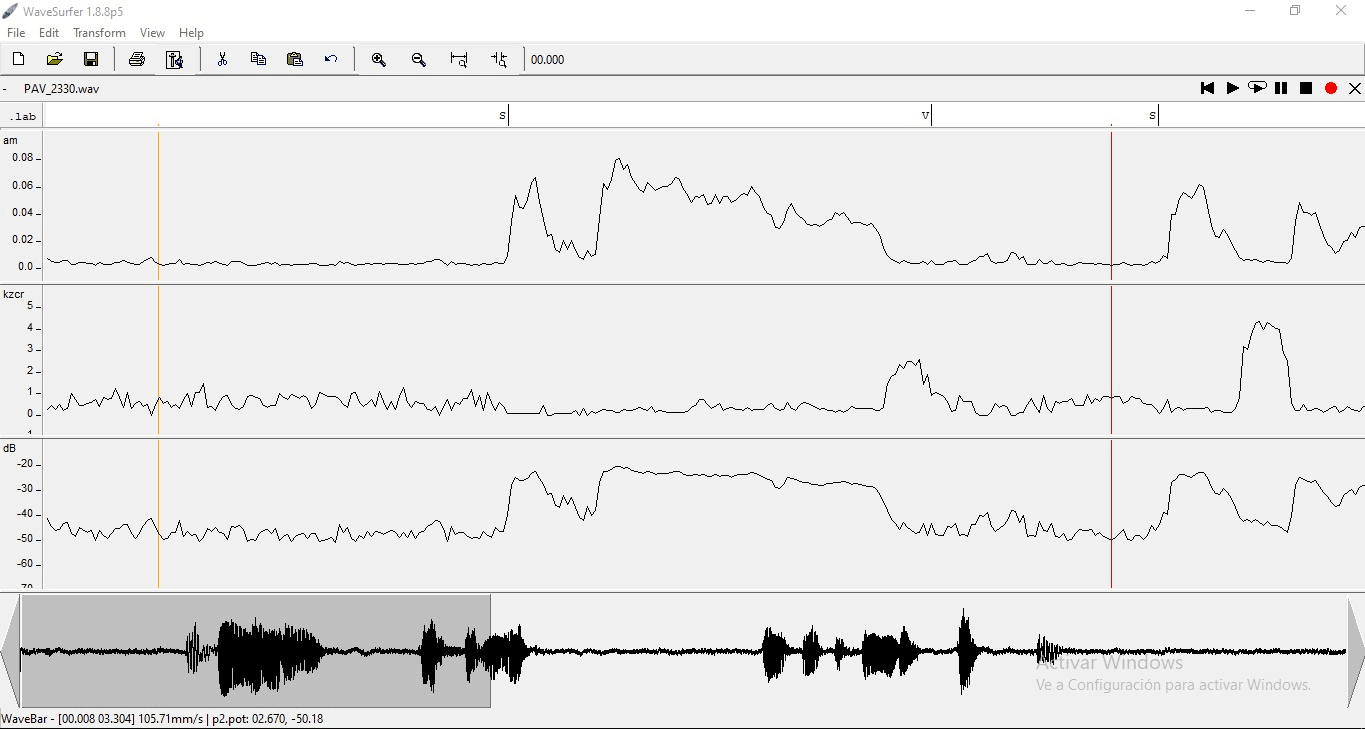 WaveSurfer 1.8.8p5
File Edit Transform View Help
00.000
- PAV_2330.wav
.lab s v s
am
0.08
0.06
0.04
0.02
0.0
kzcr
5
4
3
2
1
0
dB
-20
-30
-40
-50
-60
-70
Activar Windows
Ve a Configuración para activar Windows.
WaveBar - [00.008 03.304] 105.71mm/s | p2.pot: 02.670, -50.18